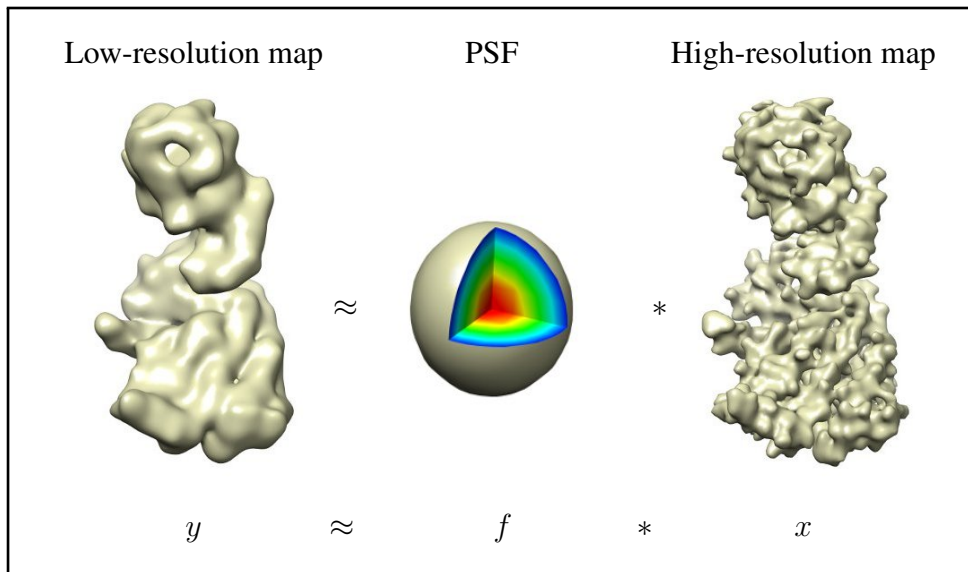 Low-resolution map PSF High-resolution map
≈ *
y ≈ f * x